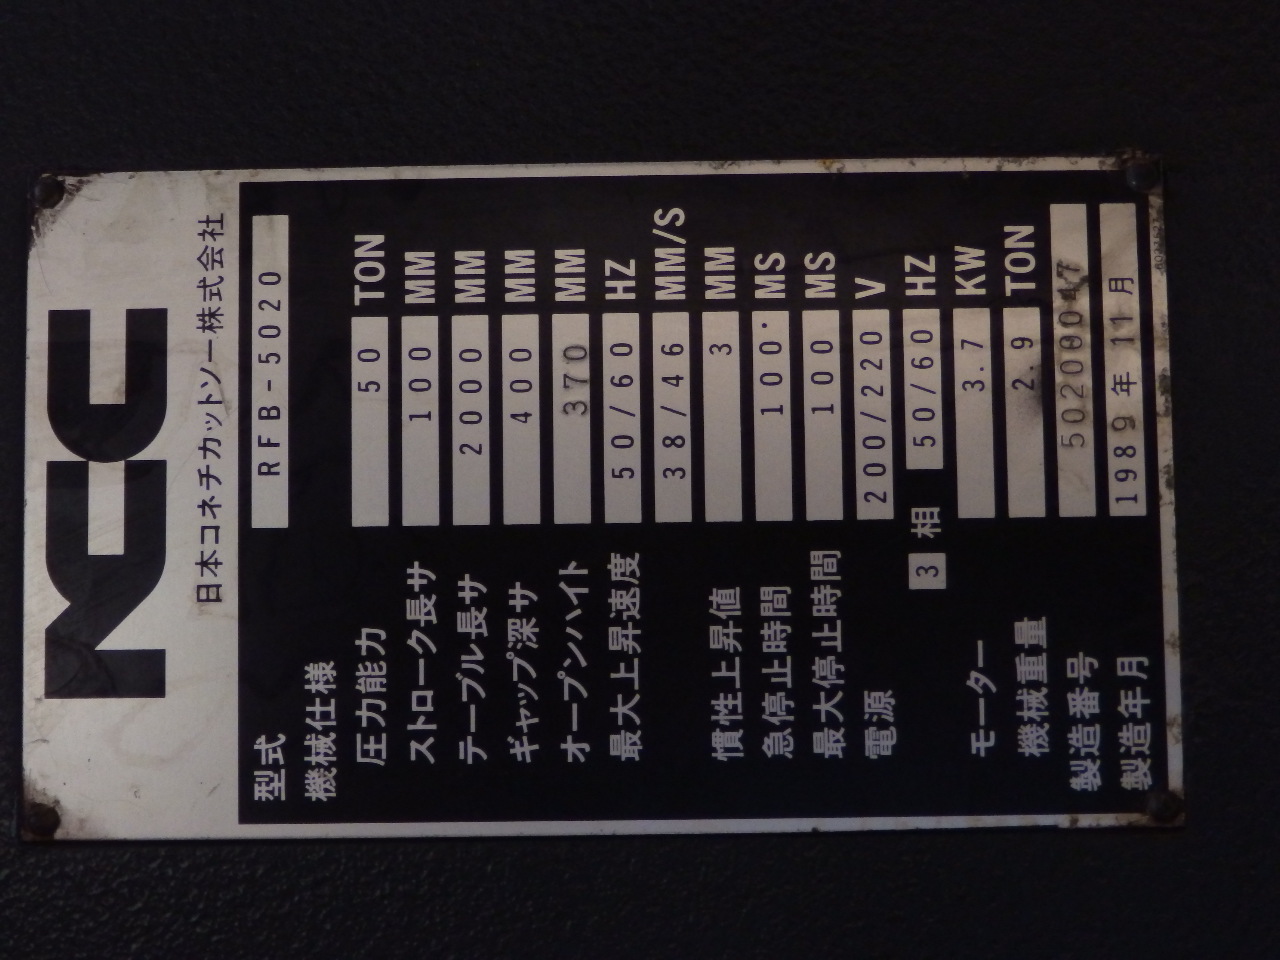 NCC
日本コネチカットソー株式会社
型式 RFB-5020
機械仕様
圧力能力 50 TON
ストローク長サ 100 MM
テーブル長サ 2000 MM
ギャップ深サ 400 MM
オープンハイト 370 MM
最大上昇速度 50/60 HZ
38/46 MM/S
慣性上昇値 3 MM
急停止時間 100 MS
最大停止時間 100 MS
電源 200/220 V
3 相 50/60 HZ
モーター 3.7 KW
機械重量 2.9 TON
製造番号 50200047
製造年月 1989年11月